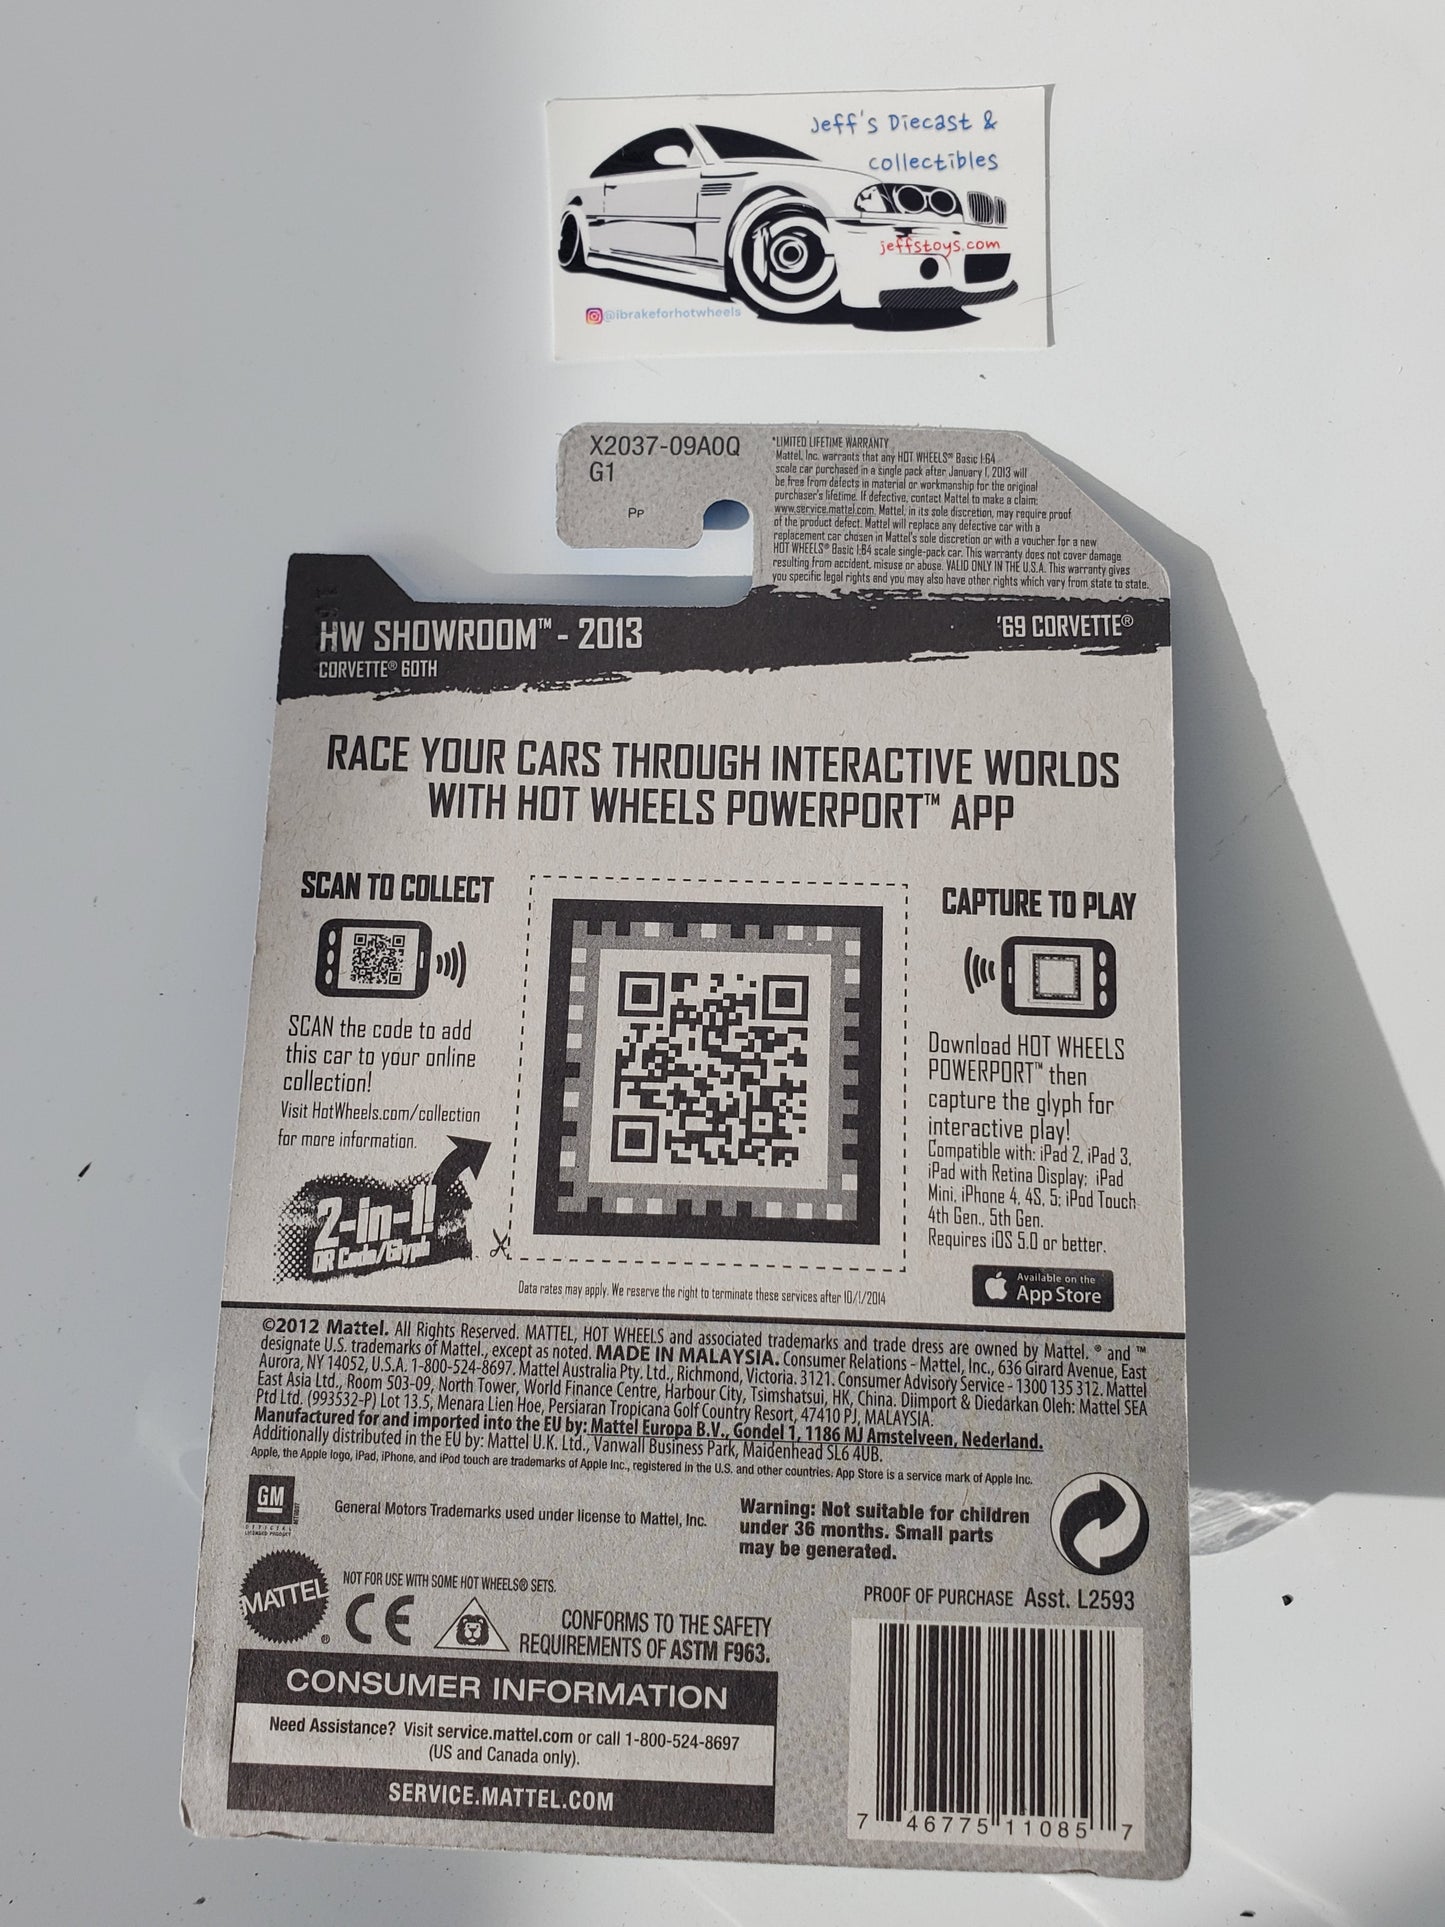 Jeff's Diecast &
collectibles
jeffstoys.com
@ibrakeforhotwheels
X2037-09A0Q
G1
PP
*LIMITED LIFETIME WARRANTY
Mattel, Inc. warrants that any HOT WHEELS® Basic 1:64
scale car purchased in a single pack after January 1, 2013 will
be free from defects in material or workmanship for the original
purchaser's lifetime. If defective, contact Mattel to make a claim:
www.service.mattel.com. Mattel, in its sole discretion, may require proof
of the product defect. Mattel will replace any defective car with a
replacement car chosen in Mattel's sole discretion or with a voucher for a new
HOT WHEELS® Basic 1:64 scale single-pack car. This warranty does not cover damage
resulting from accident, misuse or abuse. VALID ONLY IN THE U.S.A. This warranty gives
you specific legal rights and you may also have other rights which vary from state to state.
HW SHOWROOM™ - 2013
CORVETTE® 60TH
'69 CORVETTE®
RACE YOUR CARS THROUGH INTERACTIVE WORLDS
WITH HOT WHEELS POWERPORT™ APP
SCAN TO COLLECT
SCAN the code to add
this car to your online
collection!
Visit HotWheels.com/collection
for more information.
2-in-1!
QR Code/Glyph
CAPTURE TO PLAY
Download HOT WHEELS
POWERPORT™ then
capture the glyph for
interactive play!
Compatible with: iPad 2, iPad 3,
iPad with Retina Display; iPad
Mini, iPhone 4, 4S, 5; iPod Touch
4th Gen., 5th Gen.
Requires iOS 5.0 or better.
Available on the
App Store
Data rates may apply. We reserve the right to terminate these services after 10/1/2014
©2012 Mattel. All Rights Reserved. MATTEL, HOT WHEELS and associated trademarks and trade dress are owned by Mattel. ® and ™
designate U.S. trademarks of Mattel., except as noted. MADE IN MALAYSIA. Consumer Relations - Mattel, Inc., 636 Girard Avenue, East
Aurora, NY 14052, U.S.A. 1-800-524-8697. Mattel Australia Pty. Ltd., Richmond, Victoria. 3121. Consumer Advisory Service - 1300 135 312. Mattel
East Asia Ltd., Room 503-09, North Tower, World Finance Centre, Harbour City, Tsimshatsui, HK, China. Diimport & Diedarkan Oleh: Mattel SEA
Ptd Ltd. (993532-P) Lot 13.5, Menara Lien Hoe, Persiaran Tropicana Golf Country Resort, 47410 PJ, MALAYSIA.
Manufactured for and imported into the EU by: Mattel Europa B.V., Gondel 1, 1186 MJ Amstelveen, Nederland.
Additionally distributed in the EU by: Mattel U.K. Ltd., Vanwall Business Park, Maidenhead SL6 4UB.
Apple, the Apple logo, iPad, iPhone, and iPod touch are trademarks of Apple Inc., registered in the U.S. and other countries. App Store is a service mark of Apple Inc.
GM
OFFICIAL
LICENSED PRODUCT
General Motors Trademarks used under license to Mattel, Inc.
Warning: Not suitable for children
under 36 months. Small parts
may be generated.
MATTEL®
NOT FOR USE WITH SOME HOT WHEELS® SETS.
CE
CONFORMS TO THE SAFETY
REQUIREMENTS OF ASTM F963.
PROOF OF PURCHASE Asst. L2593
CONSUMER INFORMATION
Need Assistance? Visit service.mattel.com or call 1-800-524-8697
(US and Canada only).
SERVICE.MATTEL.COM
7 46775 11085 7